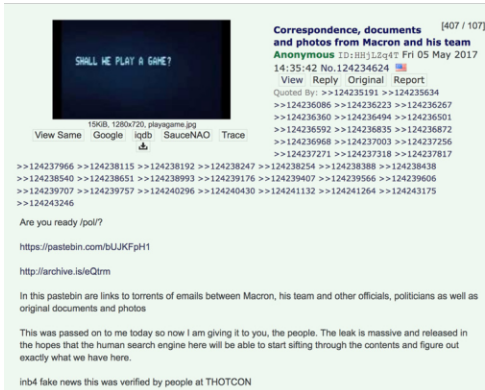 SHALL WE PLAY A GAME?
15KiB, 1280x720, playagame.jpg
View Same Google iqdb SauceNAO Trace
Correspondence, documents [407 / 107]
and photos from Macron and his team
Anonymous ID:HHjLZq4T Fri 05 May 2017
14:35:42 No.124234624
View Reply Original Report
Quoted By: >>124235191 >>124235634
>>124236086 >>124236223 >>124236267
>>124236360 >>124236494 >>124236501
>>124236592 >>124236835 >>124236872
>>124236968 >>124237003 >>124237256
>>124237271 >>124237318 >>124237817
>>124237966 >>124238115 >>124238192 >>124238247 >>124238254 >>124238388 >>124238438
>>124238540 >>124238651 >>124238993 >>124239176 >>124239407 >>124239566 >>124239606
>>124239707 >>124239757 >>124240296 >>124240430 >>124241132 >>124241264 >>124243175
>>124243246
Are you ready /pol/?
https://pastebin.com/bUJKFpH1
http://archive.is/eQtrm
In this pastebin are links to torrents of emails between Macron, his team and other officials, politicians as well as
original documents and photos
This was passed on to me today so now I am giving it to you, the people. The leak is massive and released in
the hopes that the human search engine here will be able to start sifting through the contents and figure out
exactly what we have here.
inb4 fake news this was verified by people at THOTCON